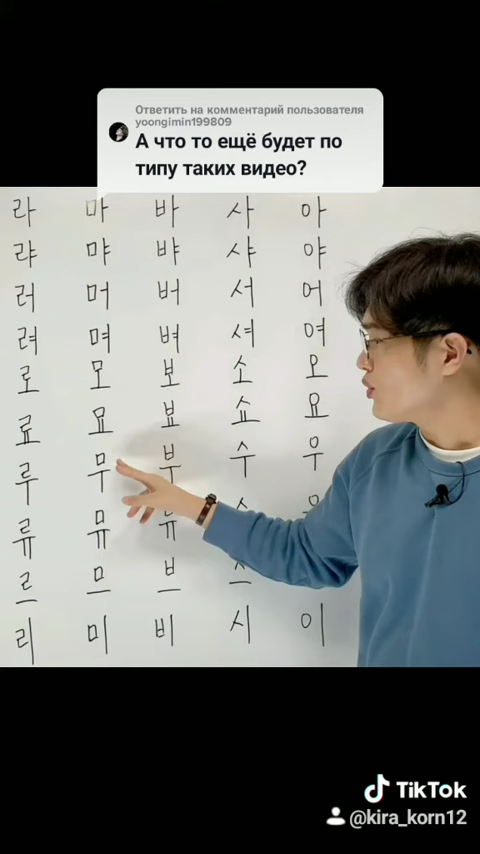 Ответить на комментарий пользователя
yoongimin199809
А что то ещё будет по
типу таких видео?
라 마 바 사 아
랴 먀 뱌 샤 야
러 머 버 서 어
려 며 벼 셔 여
로 모 보 소 오
료 묘 뵤 쇼 요
루 무 부 수 우
류 뮤
르 므 브
리 미 비 시 이
TikTok
@kira_korn12